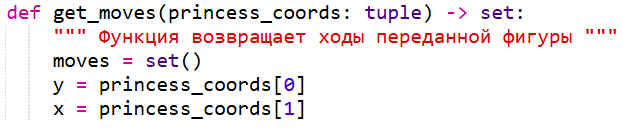 def get_moves(princess_coords: tuple) -> set:
""" Функция возвращает ходы переданной фигуры """
moves = set()
y = princess_coords[0]
x = princess_coords[1]